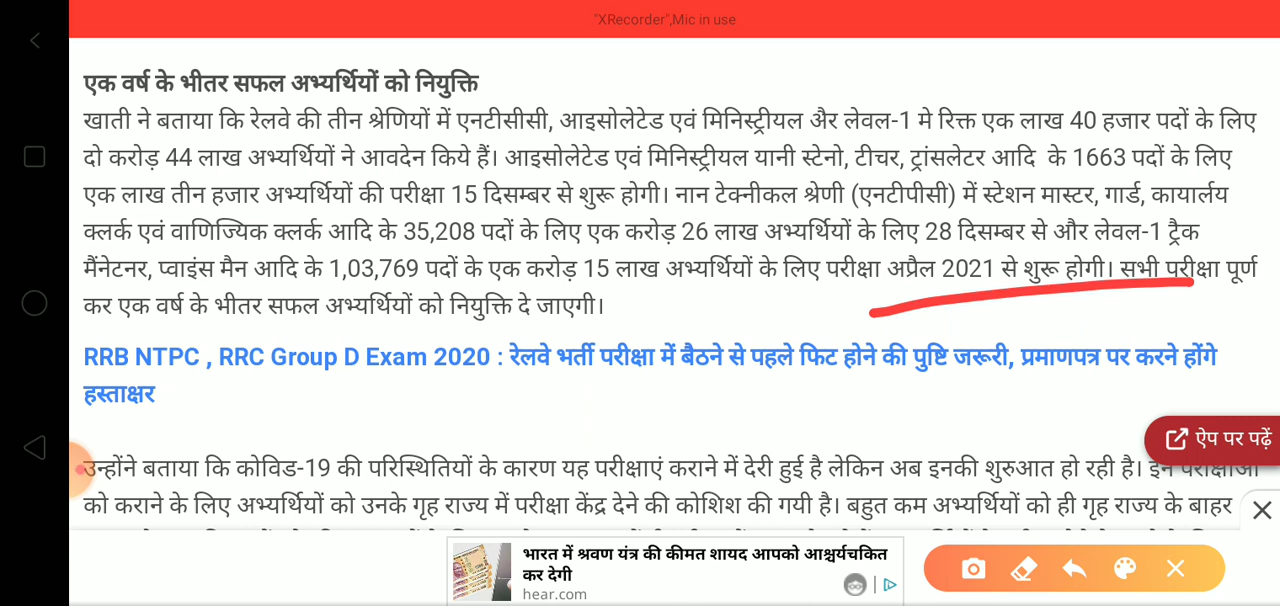 "XRecorder",Mic in use
एक वर्ष के भीतर सफल अभ्यर्थियों को नियुक्ति
खाती ने बताया कि रेलवे की तीन श्रेणियों में एनटीसीसी, आइसोलेटेड एवं मिनिस्ट्रीयल अैर लेवल-1 मे रिक्त एक लाख 40 हजार पदों के लिए
दो करोड़ 44 लाख अभ्यर्थियों ने आवदेन किये हैं। आइसोलेटेड एवं मिनिस्ट्रीयल यानी स्टेनो, टीचर, ट्रांसलेटर आदि के 1663 पदों के लिए
एक लाख तीन हजार अभ्यर्थियों की परीक्षा 15 दिसम्बर से शुरू होगी। नान टेक्नीकल श्रेणी (एनटीपीसी) में स्टेशन मास्टर, गार्ड, कायार्लय
क्लर्क एवं वाणिज्यिक क्लर्क आदि के 35,208 पदों के लिए एक करोड़ 26 लाख अभ्यर्थियों के लिए 28 दिसम्बर से और लेवल-1 ट्रैक
मैंनेटनर, प्वाइंस मैन आदि के 1,03,769 पदों के एक करोड़ 15 लाख अभ्यर्थियों के लिए परीक्षा अप्रैल 2021 से शुरू होगी। सभी परीक्षा पूर्ण
कर एक वर्ष के भीतर सफल अभ्यर्थियों को नियुक्ति दे जाएगी।
RRB NTPC , RRC Group D Exam 2020 : रेलवे भर्ती परीक्षा में बैठने से पहले फिट होने की पुष्टि जरूरी, प्रमाणपत्र पर करने होंगे
हस्ताक्षर
ऐप पर पढ़ें
उन्होंने बताया कि कोविड-19 की परिस्थितियों के कारण यह परीक्षाएं कराने में देरी हुई है लेकिन अब इनकी शुरुआत हो रही है। इन परीक्षाओं
को कराने के लिए अभ्यर्थियों को उनके गृह राज्य में परीक्षा केंद्र देने की कोशिश की गयी है। बहुत कम अभ्यर्थियों को ही गृह राज्य के बाहर
भारत में श्रवण यंत्र की कीमत शायद आपको आश्चर्यचकित
कर देगी
hear.com